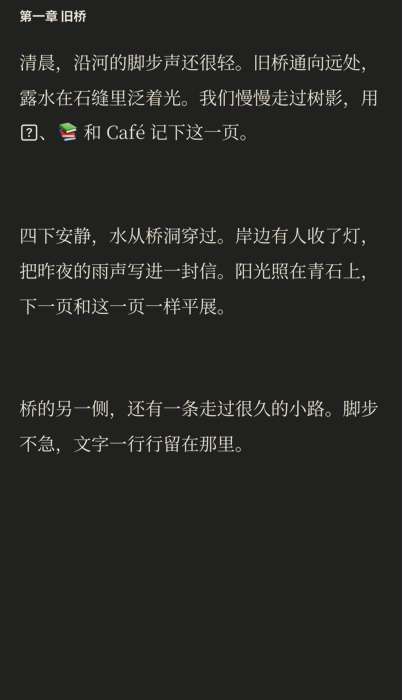 第一章 旧桥
清晨，沿河的脚步声还很轻。旧桥通向远处，
露水在石缝里泛着光。我们慢慢走过树影，用
、📚 和 Café 记下这一页。
四下安静，水从桥洞穿过。岸边有人收了灯，
把昨夜的雨声写进一封信。阳光照在青石上，
下一页和这一页一样平展。
桥的另一侧，还有一条走过很久的小路。脚步
不急，文字一行行留在那里。